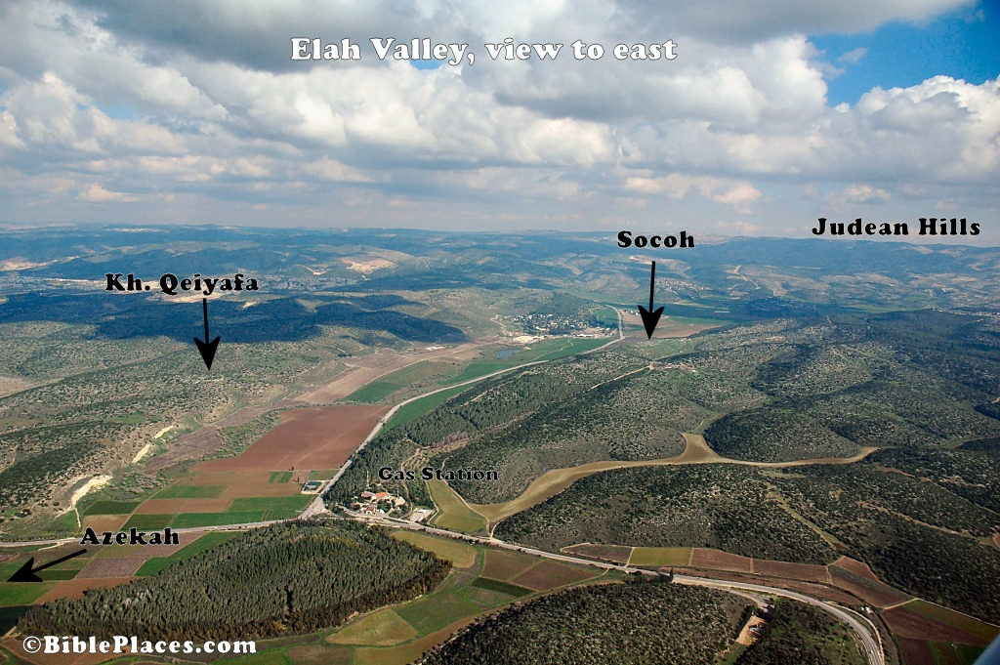 Elah Valley, view to east
Judean Hills
Socoh
Kh. Qeiyafa
Gas Station
Azekah
©BiblePlaces.com